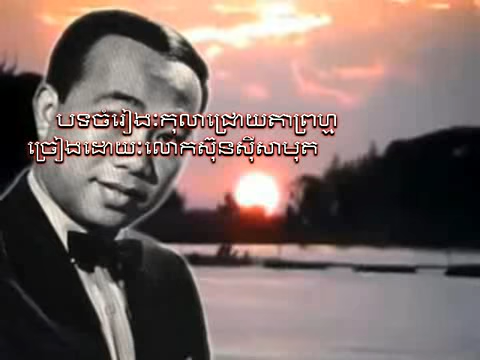 បទចំរៀង:កុលាជ្រោយតាព្រហ្ម
ច្រៀងដោយ:លោកស៊ុនស៊ីសាមុត